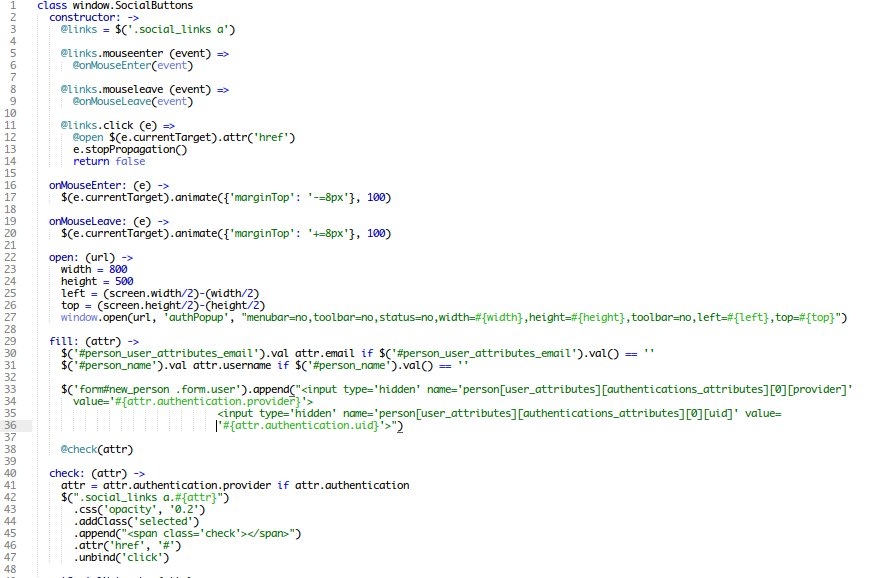 1 class window.SocialButtons
2 constructor: ->
3 @links = $('.social_links a')
4
5 @links.mouseenter (event) =>
6 @onMouseEnter(event)
7
8 @links.mouseleave (event) =>
9 @onMouseLeave(event)
10
11 @links.click (e) =>
12 @open $(e.currentTarget).attr('href')
13 e.stopPropagation()
14 return false
15
16 onMouseEnter: (e) ->
17 $(e.currentTarget).animate({'marginTop': '-=8px'}, 100)
18
19 onMouseLeave: (e) ->
20 $(e.currentTarget).animate({'marginTop': '+=8px'}, 100)
21
22 open: (url) ->
23 width = 800
24 height = 500
25 left = (screen.width/2)-(width/2)
26 top = (screen.height/2)-(height/2)
27 window.open(url, 'authPopup', "menubar=no,toolbar=no,status=no,width=#{width},height=#{height},toolbar=no,left=#{left},top=#{top}")
28
29 fill: (attr) ->
30 $('#person_user_attributes_email').val attr.email if $('#person_user_attributes_email').val() == ''
31 $('#person_name').val attr.username if $('#person_name').val() == ''
32
33 $('form#new_person .form.user').append("<input type='hidden' name='person[user_attributes][authentications_attributes][0][provider]'
34 value='#{attr.authentication.provider}'>
35 <input type='hidden' name='person[user_attributes][authentications_attributes][0][uid]' value=
36 '#{attr.authentication.uid}'>")
37
38 @check(attr)
39
40 check: (attr) ->
41 attr = attr.authentication.provider if attr.authentication
42 $(".social_links a.#{attr}")
43 .css('opacity', '0.2')
44 .addClass('selected')
45 .append("<span class='check'></span>")
46 .attr('href', '#')
47 .unbind('click')
48